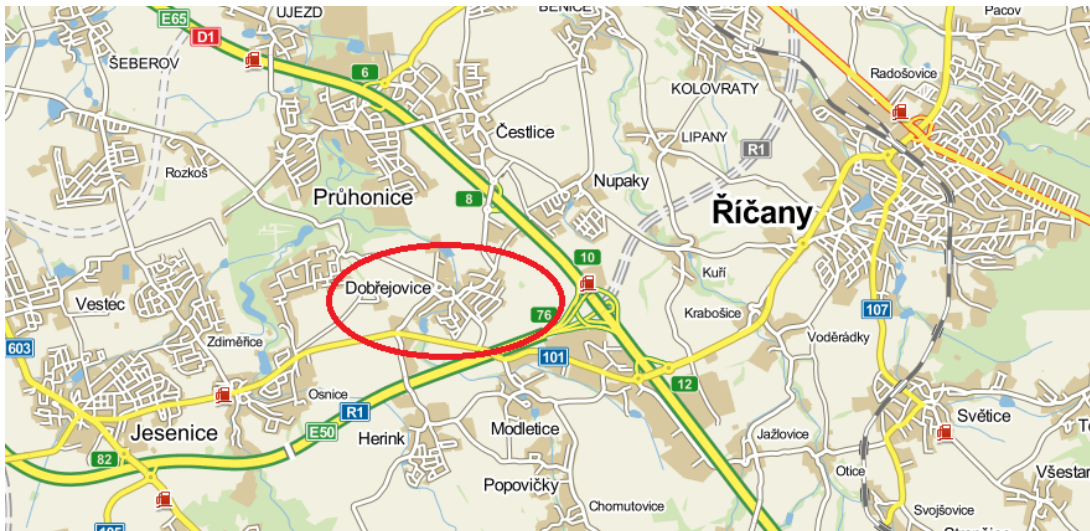 E65
ÚJEZD
BENICE
Pacov
D1
ŠEBEROV
6
Radošovice
KOLOVRATY
Čestlice
LIPANY
R1
Rozkoš
Nupaky
Průhonice
8
Říčany
10
Kuří
Dobřejovice
Vestec
76
Krabošice
107
Voděrádky
Zdiměřice
603
101
12
Osnice
R1
Světice
Jesenice
E50
Herink
Modletice
Jažlovice
82
Otice
Všestar
Popovičky
Chomutovice
Svojšovice